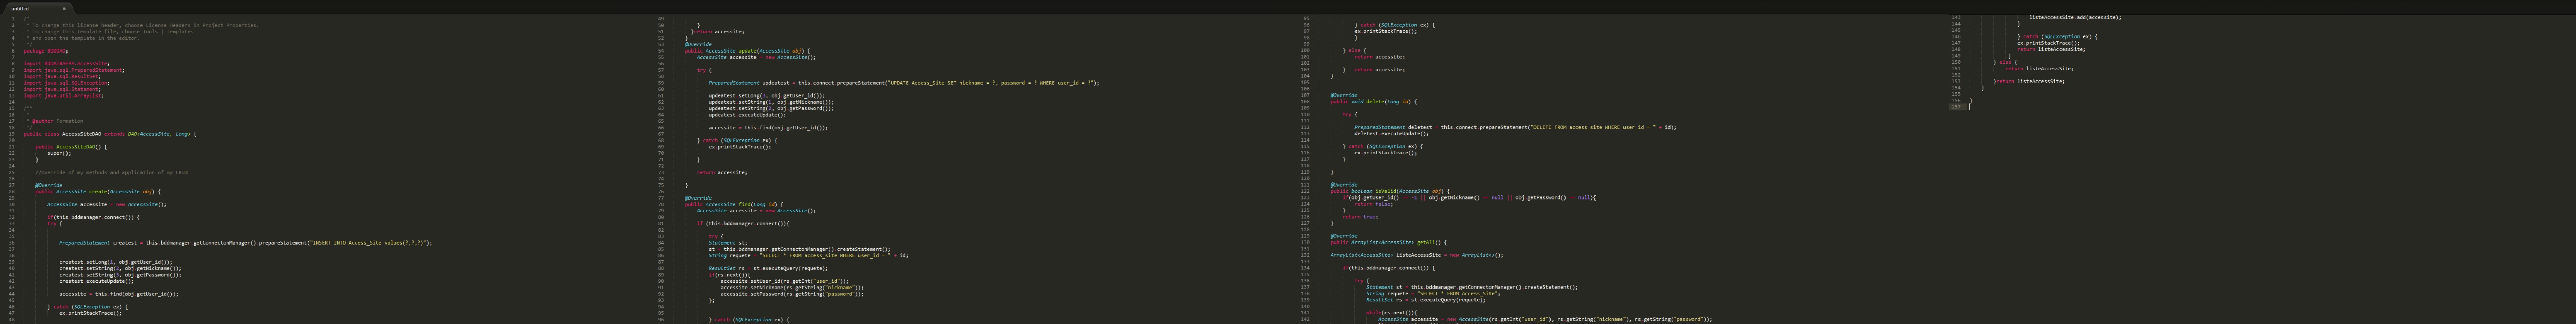 untitled
1 /*
2 * To change this license header, choose License Headers in Project Properties.
3 * To change this template file, choose Tools | Templates
4 * and open the template in the editor.
5 */
6 package
7
8 import .AccessSite;
9 import java.sql.PreparedStatement;
10 import java.sql.ResultSet;
11 import java.sql.SQLException;
12 import java.sql.Statement;
13 import java.util.ArrayList;
14
15 /**
16 *
17 * @author Formation
18 */
19 public class AccessSiteDAO extends DAO<AccessSite, Long> {
20
21 public AccessSiteDAO() {
22 super();
23 }
24
25 //Override of my methods and application of my CRUD
26
27 @Override
28 public AccessSite create(AccessSite obj) {
29
30 AccessSite accessite = new AccessSite();
31
32 if(this.bddmanager.connect()) {
33 try {
34
35
36 PreparedStatement createst = this.bddmanager.getConnectonManager().prepareStatement("INSERT INTO Access_Site values(?,?,?)");
37
38
39 createst.setLong(1, obj.getUser_id());
40 createst.setString(2, obj.getNickname());
41 createst.setString(3, obj.getPassword());
42 createst.executeUpdate();
43
44 accessite = this.find(obj.getUser_id());
45
46 } catch (SQLException ex) {
47 ex.printStackTrace();
48
49
50 }
51 }return accessite;
52 }
53 @Override
54 public AccessSite update(AccessSite obj) {
55 AccessSite accessite = new AccessSite();
56
57 try {
58
59 PreparedStatement updeatest = this.connect.prepareStatement("UPDATE Access_Site SET nickname = ?, password = ? WHERE user_id = ?");
60
61 updeatest.setLong(3, obj.getUser_id());
62 updeatest.setString(1, obj.getNickname());
63 updeatest.setString(2, obj.getPassword());
64 updeatest.executeUpdate();
65
66 accessite = this.find(obj.getUser_id());
67
68 } catch (SQLException ex) {
69 ex.printStackTrace();
70
71 }
72
73 return accessite;
74
75 }
76
77 @Override
78 public AccessSite find(Long id) {
79 AccessSite accessite = new AccessSite();
80
81 if (this.bddmanager.connect()){
82
83 try {
84 Statement st;
85 st = this.bddmanager.getConnectonManager().createStatement();
86 String requete = "SELECT * FROM access_site WHERE user_id = " + id;
87
88 ResultSet rs = st.executeQuery(requete);
89 if(rs.next()){
90 accessite.setUser_id(rs.getInt("user_id"));
91 accessite.setNickname(rs.getString("nickname"));
92 accessite.setPassword(rs.getString("password"));
93 };
94
95
96 } catch (SQLException ex) {
95
96 } catch (SQLException ex) {
97 ex.printStackTrace();
98 }
99
100 } else {
101 return accessite;
102
103 } return accessite;
104 }
105
106
107 @Override
108 public void delete(Long id) {
109
110 try {
111
112 PreparedStatement deletest = this.connect.prepareStatement("DELETE FROM access_site WHERE user_id = " + id);
113 deletest.executeUpdate();
114
115 } catch (SQLException ex) {
116 ex.printStackTrace();
117 }
118
119 }
120
121 @Override
122 public boolean isValid(AccessSite obj) {
123 if(obj.getUser_id() == -1 || obj.getNickname() == null || obj.getPassword() == null){
124 return false;
125 }
126 return true;
127 }
128
129 @Override
130 public ArrayList<AccessSite> getAll() {
131
132 ArrayList<AccessSite> listeAccessSite = new ArrayList<>();
133
134 if(this.bddmanager.connect()) {
135
136 try {
137 Statement st = this.bddmanager.getConnectonManager().createStatement();
138 String requete = "SELECT * FROM Access_Site";
139 ResultSet rs = st.executeQuery(requete);
140
141 while(rs.next()){
142 AccessSite accessite = new AccessSite(rs.getInt("user_id"), rs.getString("nickname"), rs.getString("password"));
143 listeAccessSite.add(accessite);
144 }
145
146 } catch (SQLException ex) {
147 ex.printStackTrace();
148 return listeAccessSite;
149 }
150 } else {
151 return listeAccessSite;
152
153 }return listeAccessSite;
154 }
155
156 }
157